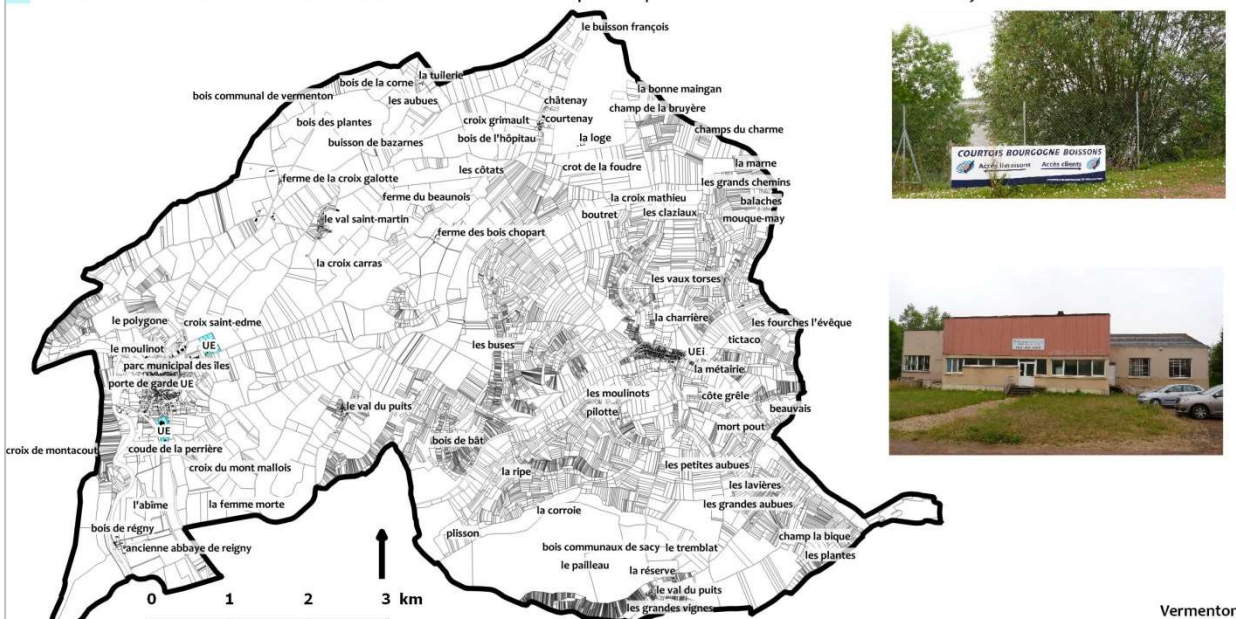 le buisson françois
la tuilerie
bois de la corne
la bonne maingan
bois communal de vermenton
les aubues
châtenay
champ de la bruyère
bois des plantes
croix grimault
courtenay
champs du charme
buisson de bazarnes
bois de l'hôpitau
la loge
COURTOIS BOURGOGNE BOISSONS
Accès livraisons Accès clients
la marne
les côtats
crot de la foudre
ferme de la croix galotte
les grands chemins
ferme du beaunois
la croix mathieu
balaches
le val saint-martin
boutret
les claziaux
mouque-may
ferme des bois chopart
la croix carras
les vaux torses
le polygone
croix saint-edme
la charrière
les fourches l'évêque
UE
le moulinot
les buses
tictaco
UEi
parc municipal des îles
la métairie
porte de garde UE
les moulinots
côte grêle
le val du puits
pilotte
beauvais
UE
mort pout
croix de montacout
coude de la perrière
bois de bât
croix du mont mallois
la ripe
les petites aubues
les lavières
l'abîme
la femme morte
les grandes aubues
la corroie
bois de régny
plisson
champ la bique
ancienne abbaye de reigny
bois communaux de sacy
le tremblat
les plantes
le pailleau
la réserve
le val du puits
0 1 2 3 km
les grandes vignes
Vermenton